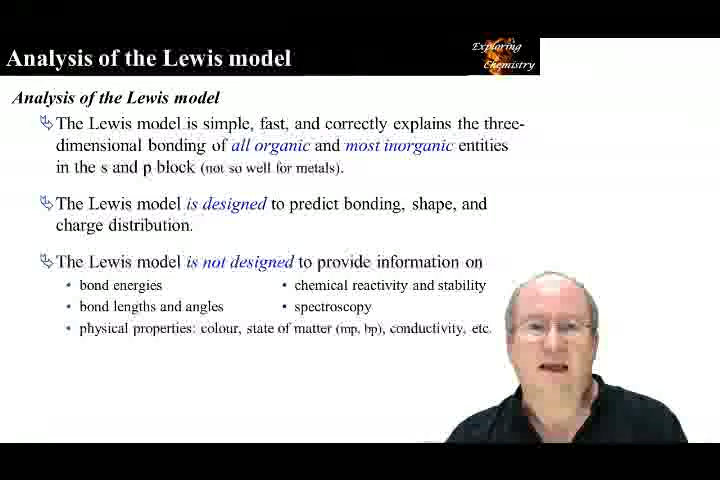 Analysis of the Lewis model
Exploring
Chemistry
Analysis of the Lewis model
The Lewis model is simple, fast, and correctly explains the three-
dimensional bonding of all organic and most inorganic entities
in the s and p block (not so well for metals).
The Lewis model is designed to predict bonding, shape, and
charge distribution.
The Lewis model is not designed to provide information on
• bond energies
• chemical reactivity and stability
• bond lengths and angles
• spectroscopy
• physical properties: colour, state of matter (mp, bp), conductivity, etc.